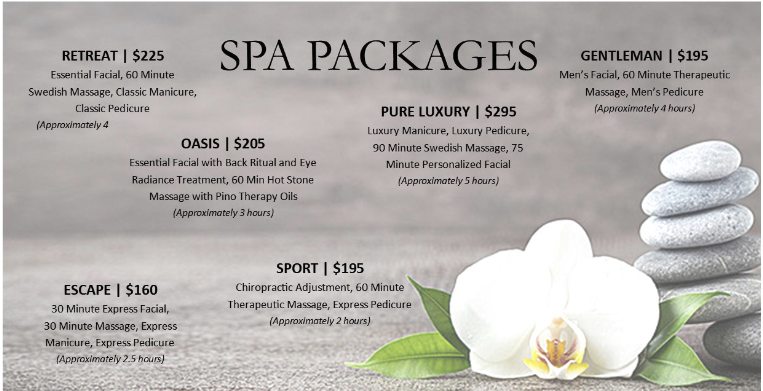 SPA PACKAGES
RETREAT | $225
Essential Facial, 60 Minute
Swedish Massage, Classic Manicure,
Classic Pedicure
(Approximately 4
GENTLEMAN | $195
Men's Facial, 60 Minute Therapeutic
Massage, Men's Pedicure
(Approximately 4 hours)
PURE LUXURY | $295
Luxury Manicure, Luxury Pedicure,
90 Minute Swedish Massage, 75
Minute Personalized Facial
(Approximately 5 hours)
OASIS | $205
Essential Facial with Back Ritual and Eye
Radiance Treatment, 60 Min Hot Stone
Massage with Pino Therapy Oils
(Approximately 3 hours)
SPORT | $195
Chiropractic Adjustment, 60 Minute
Therapeutic Massage, Express Pedicure
(Approximately 2 hours)
ESCAPE | $160
30 Minute Express Facial,
30 Minute Massage, Express
Manicure, Express Pedicure
(Approximately 2.5 hours)